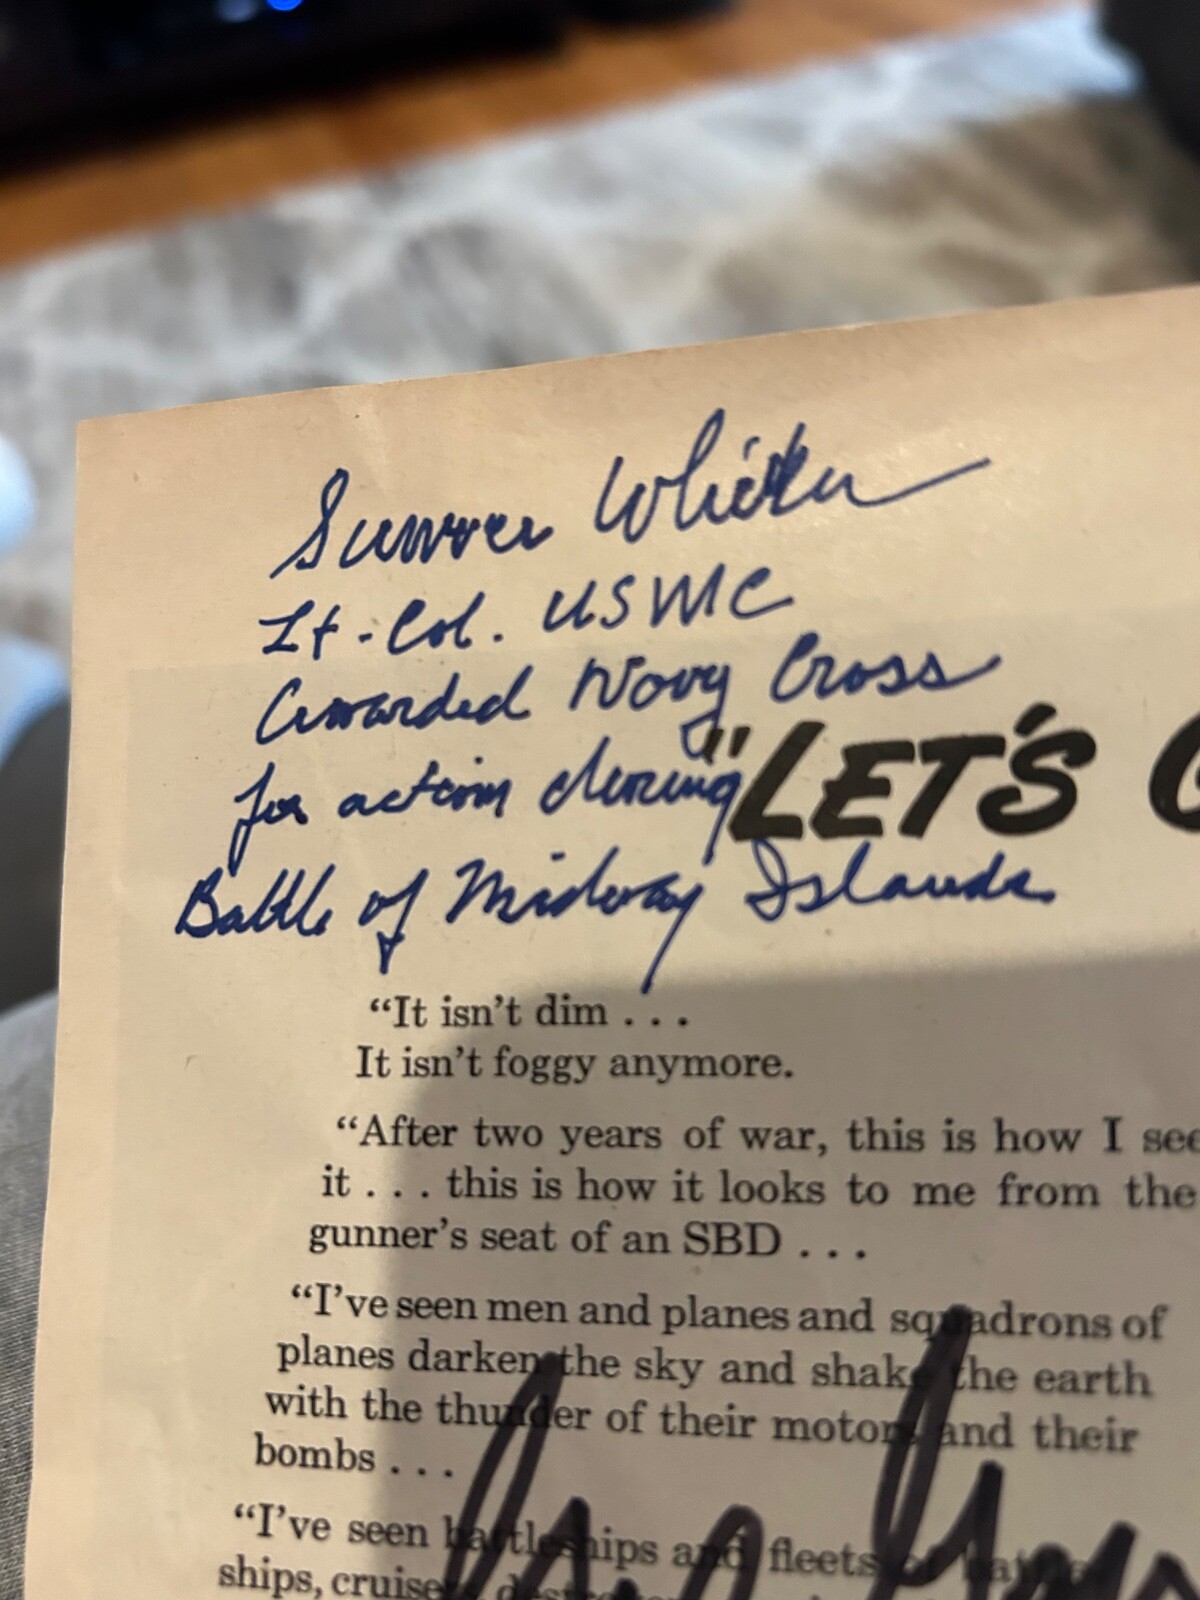 Sumner Whitten
Lt. Col. USMC
Awarded Navy Cross
for action during
"LET'S
Battle of Midway Islands
"It isn't dim . . .
It isn't foggy anymore.
"After two years of war, this is how I see
it . . . this is how it looks to me from the
gunner's seat of an SBD . . .
"I've seen men and planes and squadrons of
planes darken the sky and shake the earth
with the thunder of their motors and their
bombs . . .
"I've seen battleships and fleets of battle-
ships, cruisers,